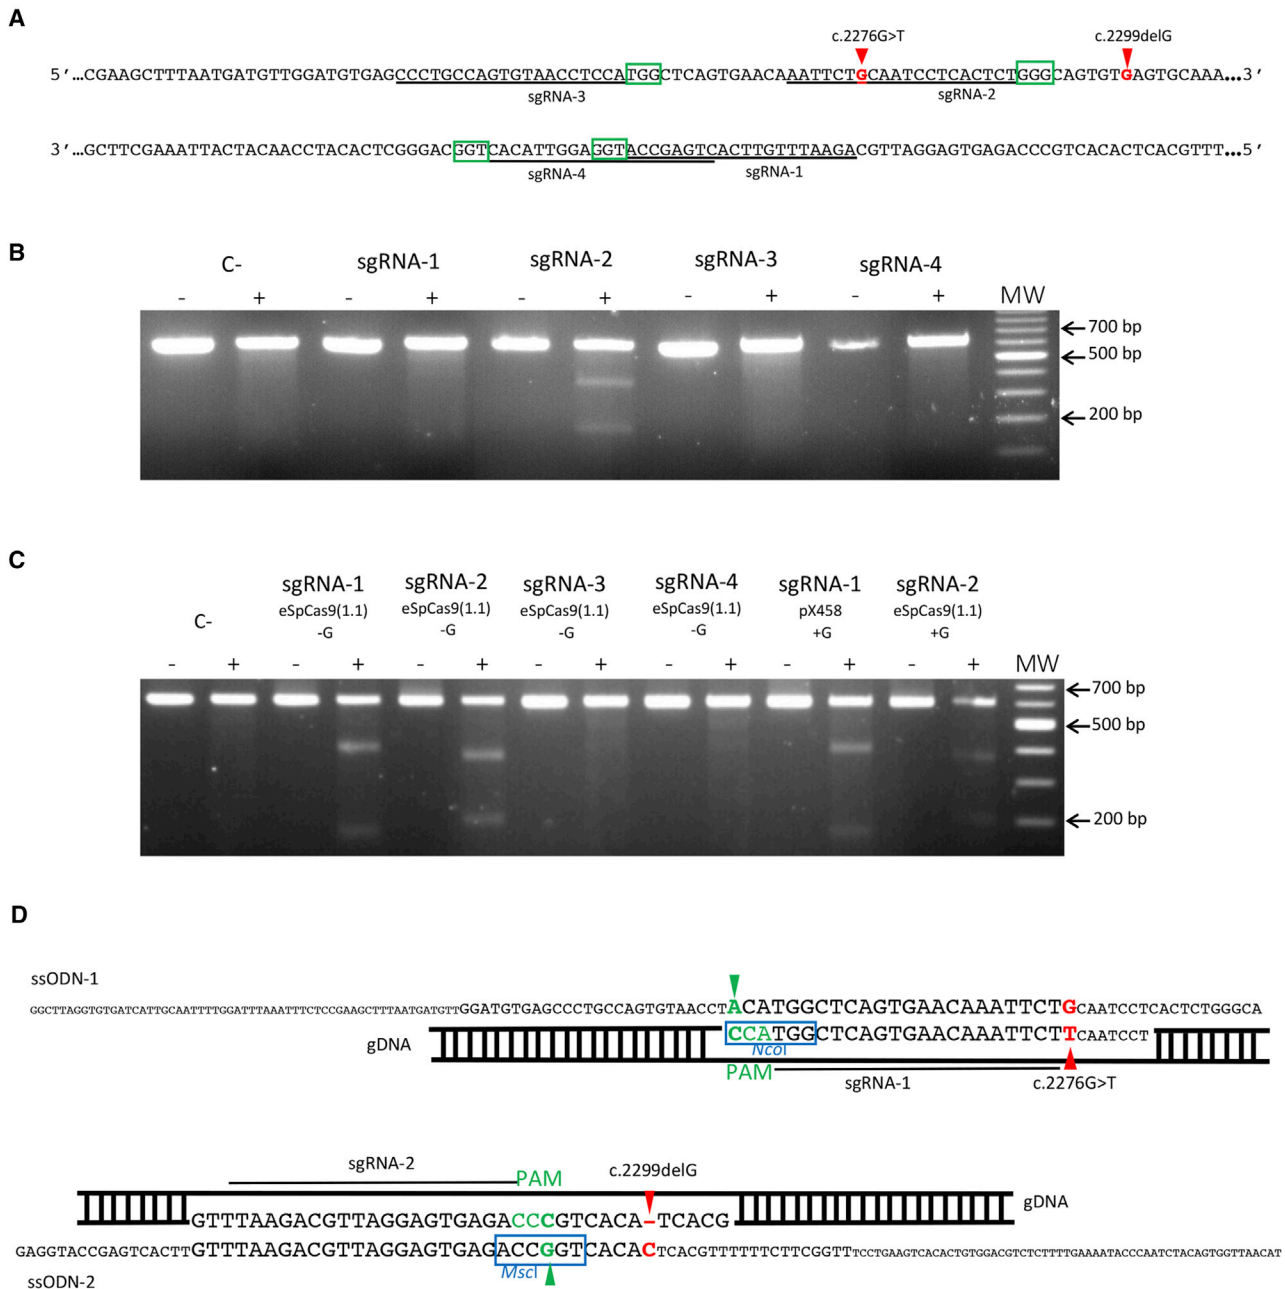 A
c.2276G>T
c.2299delG
5'...CGAAGCTTTAATGATGTTGGATGTGAGCCCTGCCAGTGTAACCTCCATGGCTCAGTGAACAAATTCTGCAATCCTCACTCTGGGCAGTGTGAGTGCAAA...3'
sgRNA-3
sgRNA-2
3'...GCTTCGAAATTACTACAACCTACACTCGGGACGGTCACATTGGAGGTACCGAGTCACTTGTTTAAGACGTTAGGAGTGAGACCCGTCACACTCACGTTT...5'
sgRNA-4
sgRNA-1
B
C-
sgRNA-1
sgRNA-2
sgRNA-3
sgRNA-4
- + - + - + - + - + MW
700 bp
500 bp
200 bp
C
C-
sgRNA-1 eSpCas9(1.1) -G
sgRNA-2 eSpCas9(1.1) -G
sgRNA-3 eSpCas9(1.1) -G
sgRNA-4 eSpCas9(1.1) -G
sgRNA-1 pX458 +G
sgRNA-2 eSpCas9(1.1) +G
- + - + - + - + - + - + - + MW
700 bp
500 bp
200 bp
D
ssODN-1
GGCTTAGGTGTGATCATTGCAATTTTGGATTTAAATTTCTCCGAAGCTTTAATGATGTTGGATGTGAGCCCTGCCAGTGTAACCTACATGGCTCAGTGAACAAATTCTGCAATCCTCACTCTGGGCA
gDNA
CCATGGCTCAGTGAACAAATTCTTCAATCCT
NcoI
PAM
sgRNA-1
c.2276G>T
sgRNA-2
PAM
c.2299delG
gDNA
GTTTAAGACGTTAGGAGTGAGACCCGTCACA-TCACG
GAGGTACCGAGTCACTTGTTTAAGACGTTAGGAGTGAGACCGGTCACACTCACGTTTTTTCTTCGGTTTCCTGAAGTCACACTGTGGACGTCTCTTTTGAAAATACCCAATCTACAGTGGTTAACAT
MscI
ssODN-2